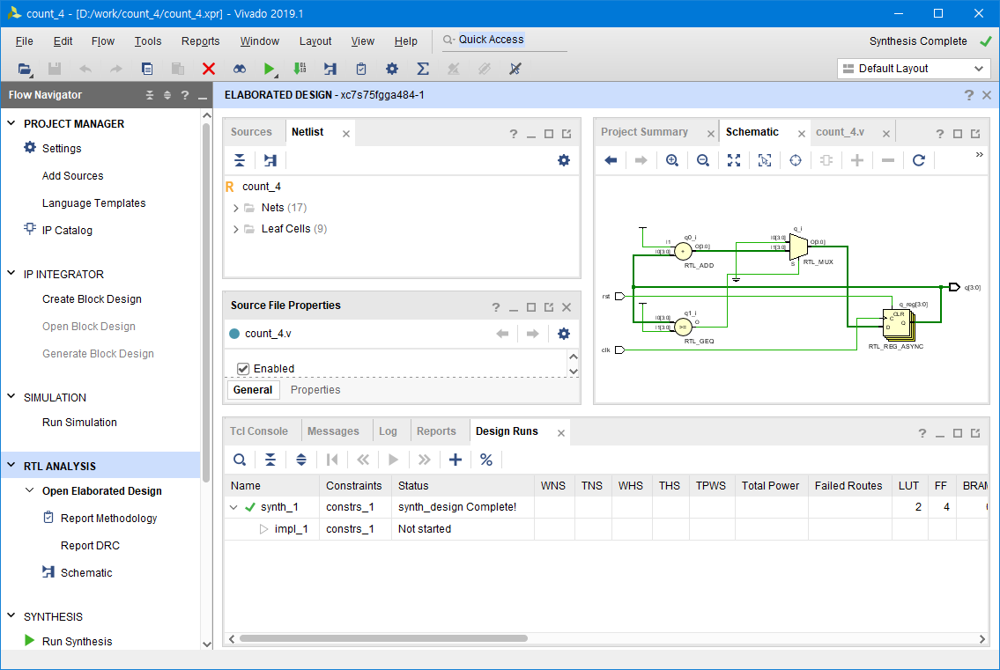 count_4 - [D:/work/count_4/count_4.xpr] - Vivado 2019.1
File Edit Flow Tools Reports Window Layout View Help Quick Access Synthesis Complete
Default Layout
Flow Navigator
ELABORATED DESIGN - xc7s75fgga484-1
PROJECT MANAGER
Settings
Add Sources
Language Templates
IP Catalog
IP INTEGRATOR
Create Block Design
Open Block Design
Generate Block Design
SIMULATION
Run Simulation
RTL ANALYSIS
Open Elaborated Design
Report Methodology
Report DRC
Schematic
SYNTHESIS
Run Synthesis
Sources Netlist
R count_4
Nets (17)
Leaf Cells (9)
Source File Properties
count_4.v
Enabled
General Properties
Project Summary Schematic count_4.v
q0_i
I1
I0[3:0]
O[3:0]
+
RTL_ADD
q_i
I0[3:0]
I1[3:0]
O[3:0]
S
RTL_MUX
q[3:0]
rst
q1_i
I0[3:0]
I1[3:0]
O
>=
RTL_GEQ
q_reg[3:0]
CLR
C
Q
D
RTL_REG_ASYNC
clk
Tcl Console Messages Log Reports Design Runs
Name Constraints Status WNS TNS WHS THS TPWS Total Power Failed Routes LUT FF BRAM
synth_1 constrs_1 synth_design Complete! 2 4
impl_1 constrs_1 Not started